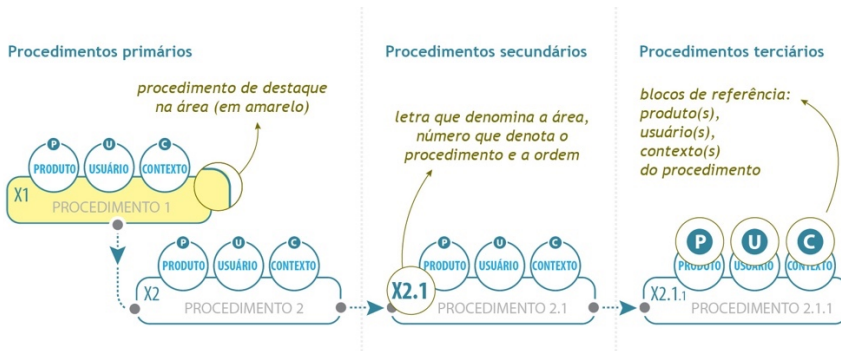 Procedimentos primários
procedimento de destaque
na área (em amarelo)
P U C
PRODUTO USUÁRIO CONTEXTO
X1
PROCEDIMENTO 1
P U C
PRODUTO USUÁRIO CONTEXTO
X2
PROCEDIMENTO 2
Procedimentos secundários
letra que denomina a área,
número que denota o
procedimento e a ordem
P U C
PRODUTO USUÁRIO CONTEXTO
X2.1
PROCEDIMENTO 2.1
Procedimentos terciários
blocos de referência:
produto(s),
usuário(s),
contexto(s)
do procedimento
P U C
PRODUTO USUÁRIO CONTEXTO
X2.1.1
PROCEDIMENTO 2.1.1